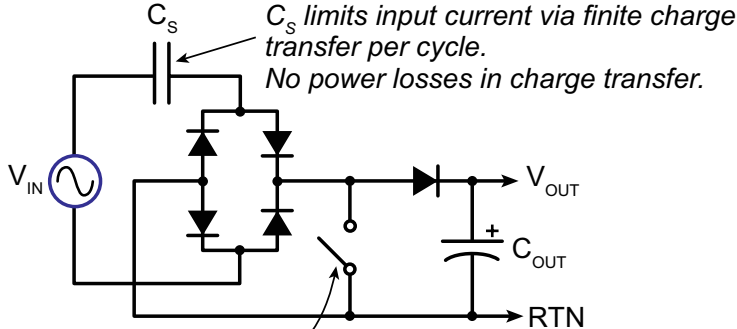 C_S
C_S limits input current via finite charge
transfer per cycle.
No power losses in charge transfer.
V_IN
V_OUT
+
C_OUT
RTN